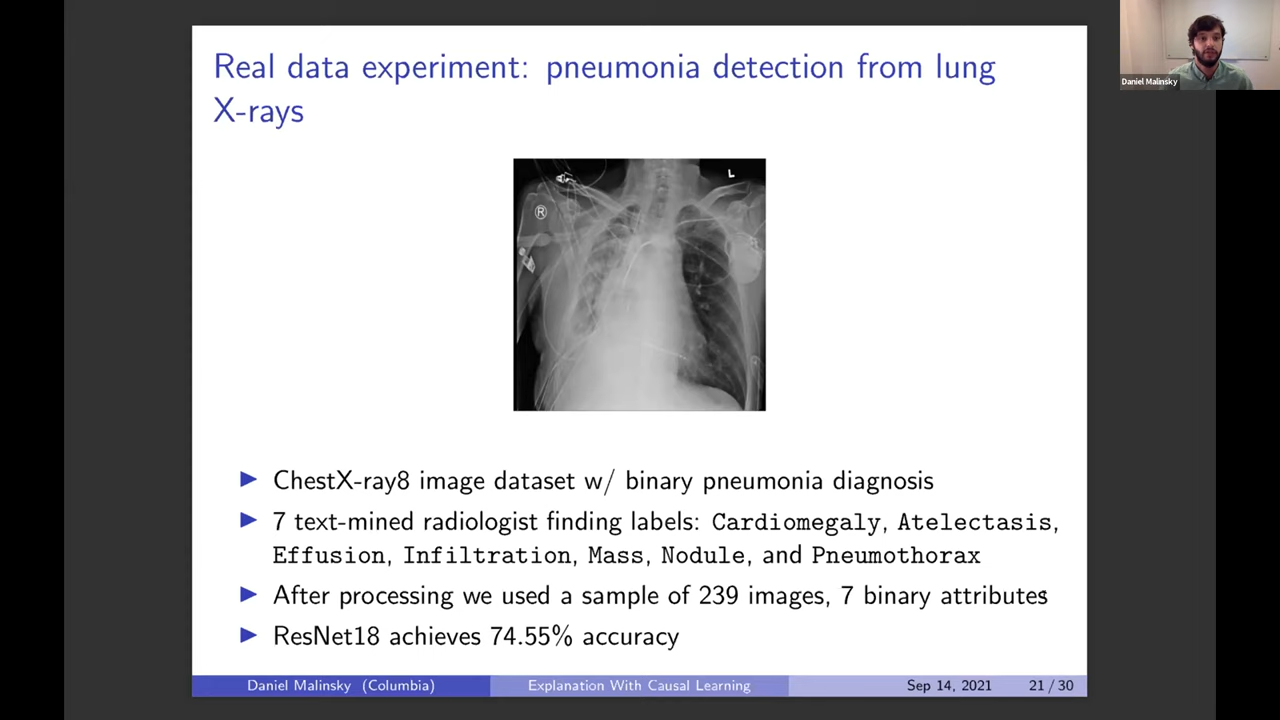 Real data experiment: pneumonia detection from lung
X-rays
L
R
▶ ChestX-ray8 image dataset w/ binary pneumonia diagnosis
▶ 7 text-mined radiologist finding labels: Cardiomegaly, Atelectasis,
Effusion, Infiltration, Mass, Nodule, and Pneumothorax
▶ After processing we used a sample of 239 images, 7 binary attributes
▶ ResNet18 achieves 74.55% accuracy
Daniel Malinsky (Columbia) Explanation With Causal Learning Sep 14, 2021 21 / 30
Daniel Malinsky